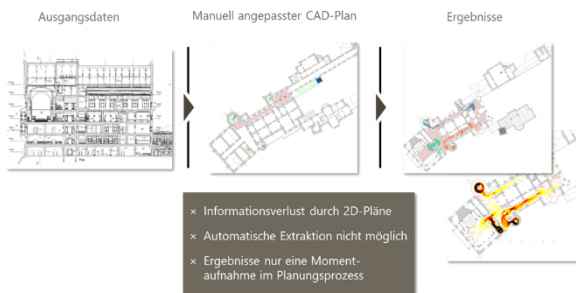 Ausgangsdaten
Manuell angepasster CAD-Plan
Ergebnisse
× Informationsverlust durch 2D-Pläne
× Automatische Extraktion nicht möglich
× Ergebnisse nur eine Moment-
aufnahme im Planungsprozess